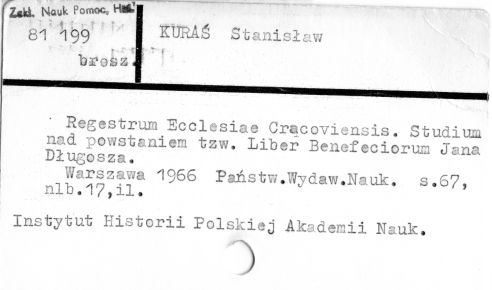 Zakł. Nauk Pomoc, Hist.
81 199
brosz.
KURAŚ Stanisław
Regestrum Ecclesiae Cracoviensis. Studium
nad powstaniem tzw. Liber Benefeciorum Jana
Długosza.
Warszawa 1966 Państw.Wydaw.Nauk. s.67,
nlb.17,il.
Instytut Historii Polskiej Akademii Nauk.